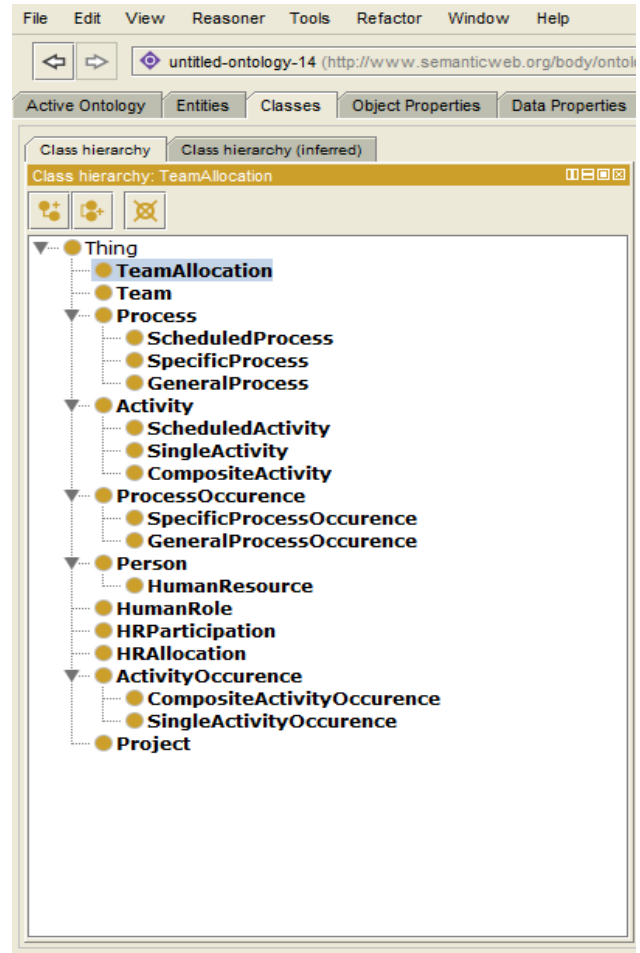 File Edit View Reasoner Tools Refactor Window Help
untitled-ontology-14 (http://www.semanticweb.org/body/ontol
Active Ontology Entities Classes Object Properties Data Properties
Class hierarchy Class hierarchy (inferred)
Class hierarchy: TeamAllocation
Thing
TeamAllocation
Team
Process
ScheduledProcess
SpecificProcess
GeneralProcess
Activity
ScheduledActivity
SingleActivity
CompositeActivity
ProcessOccurence
SpecificProcessOccurence
GeneralProcessOccurence
Person
HumanResource
HumanRole
HRParticipation
HRAllocation
ActivityOccurence
CompositeActivityOccurence
SingleActivityOccurence
Project